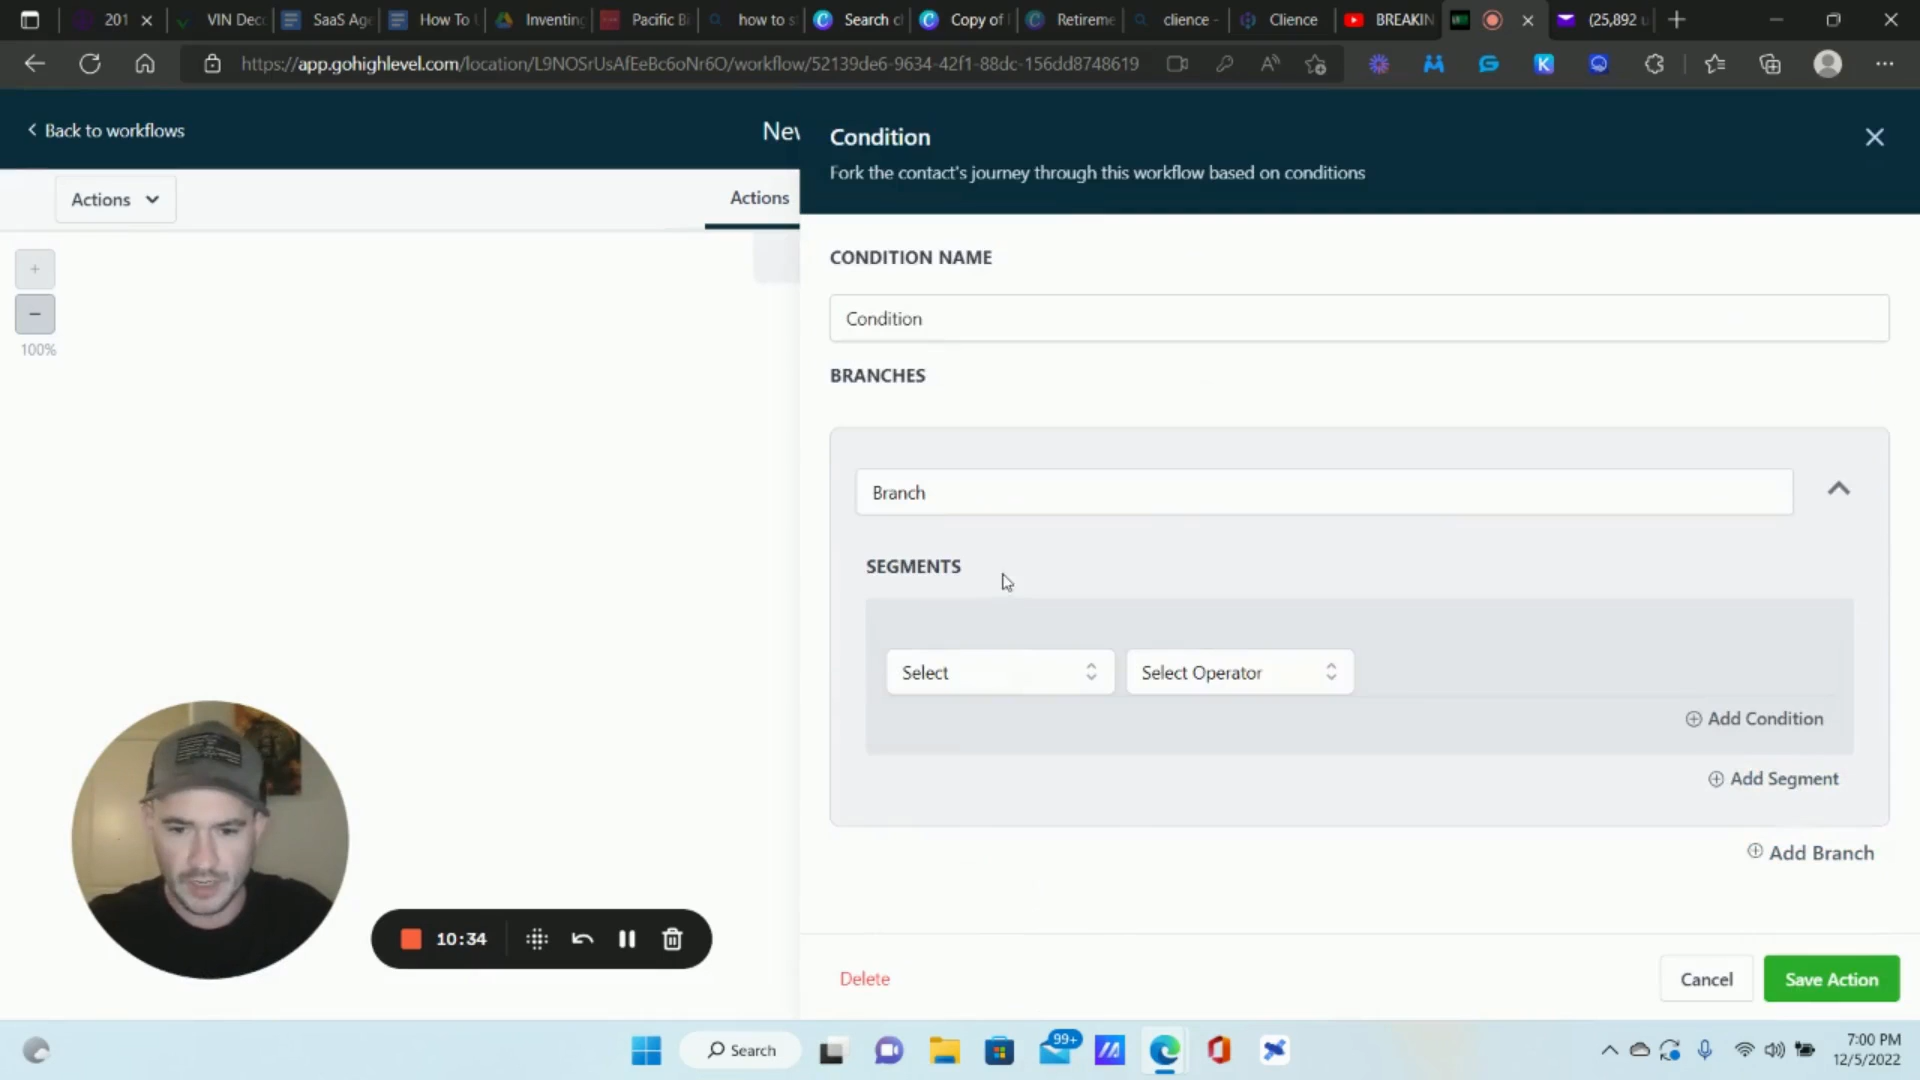 201
VIN Deco
SaaS Age
How To
Inventing
Pacific Bi
how to s
Search c
Copy of
Retireme
clience -
Clience
BREAKIN
(25,892 u
https://app.gohighlevel.com/location/L9NOSrUsAfEeBc6oNr6O/workflow/52139de6-9634-42f1-88dc-156dd8748619
Back to workflows
New
Condition
Fork the contact's journey through this workflow based on conditions
Actions
Actions
100%
CONDITION NAME
Condition
BRANCHES
Branch
SEGMENTS
Select
Select Operator
Add Condition
Add Segment
Add Branch
10:34
Delete
Cancel
Save Action
Search
99+
7:00 PM
12/5/2022